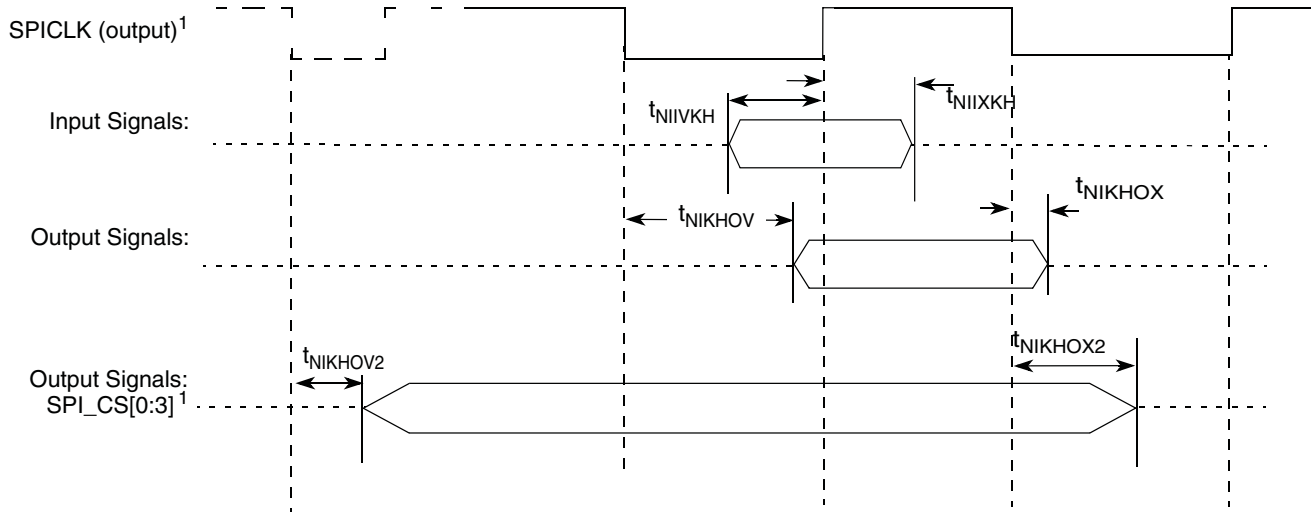 SPICLK (output)1
tNIIVKH
tNIIXKH
Input Signals:
tNIKHOX
tNIKHOV
Output Signals:
tNIKHOV2
tNIKHOX2
Output Signals:
SPI_CS[0:3] 1